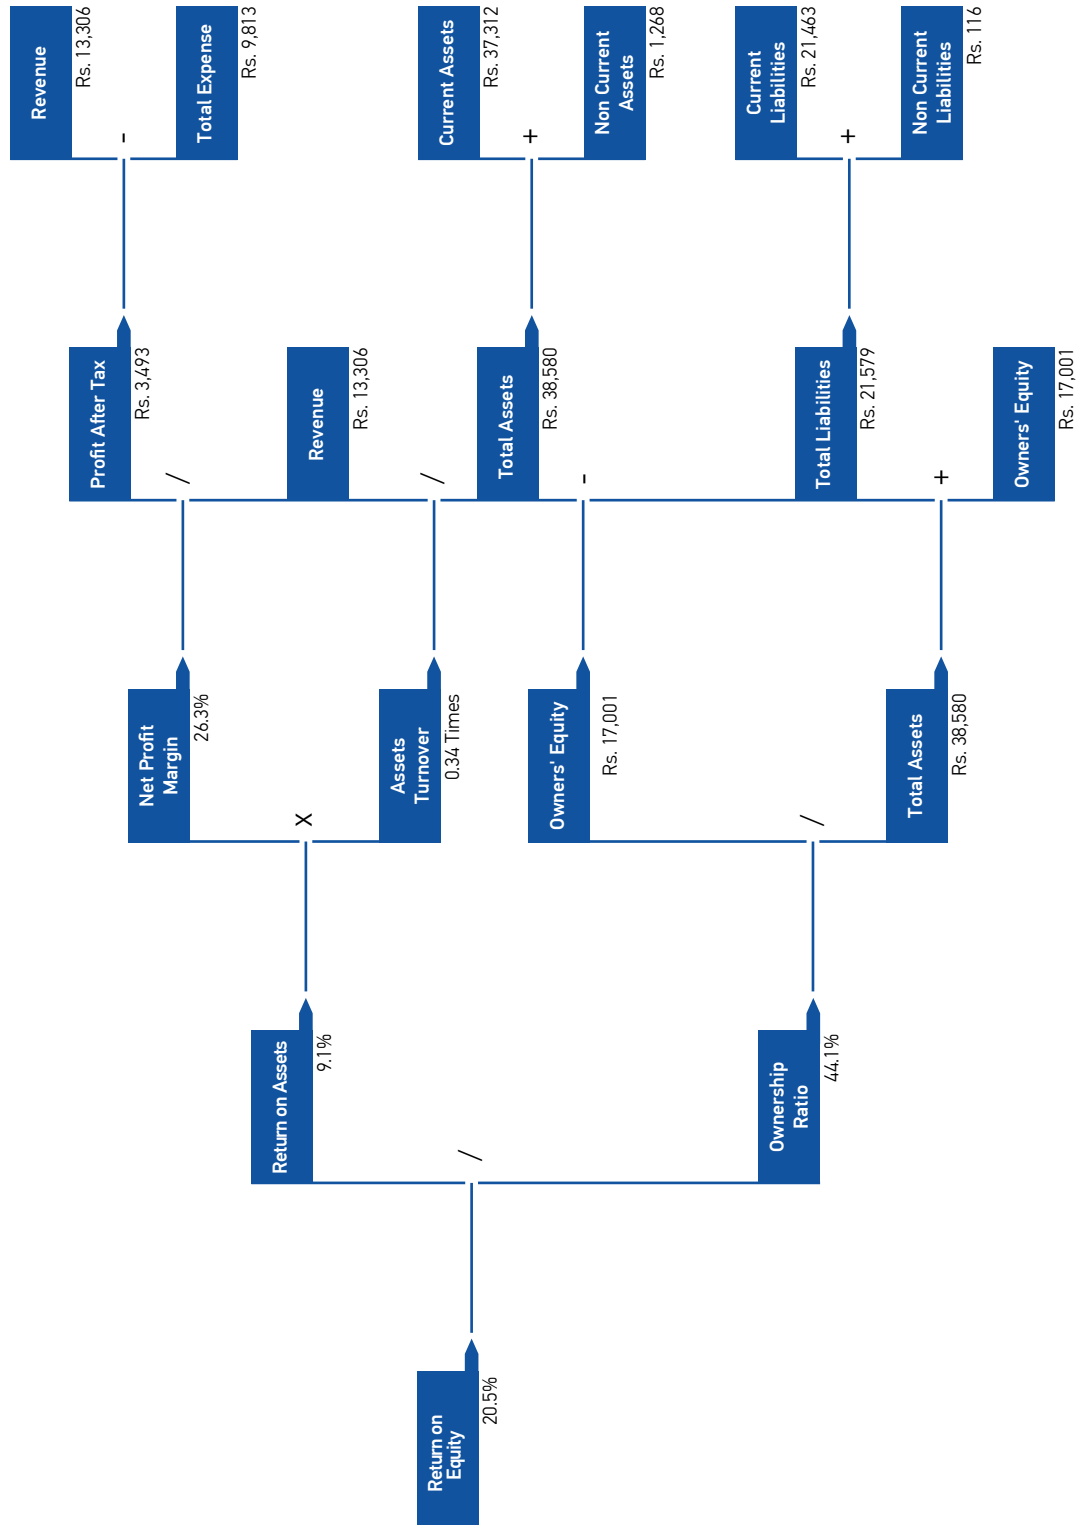 Return on
Equity
20.5%
/
Return on Assets
9.1%
Ownership
Ratio
44.1%
Net Profit
Margin
26.3%
X
Assets
Turnover
0.34 Times
Owners' Equity
Rs. 17,001
/
Total Assets
Rs. 38,580
Profit After Tax
Rs. 3,493
/
Revenue
Rs. 13,306
/
Total Assets
Rs. 38,580
-
Total Liabilities
Rs. 21,579
+
Owners' Equity
Rs. 17,001
Revenue
Rs. 13,306
-
Total Expense
Rs. 9,813
Current Assets
Rs. 37,312
+
Non Current
Assets
Rs. 1,268
Current
Liabilities
Rs. 21,463
+
Non Current
Liabilities
Rs. 116